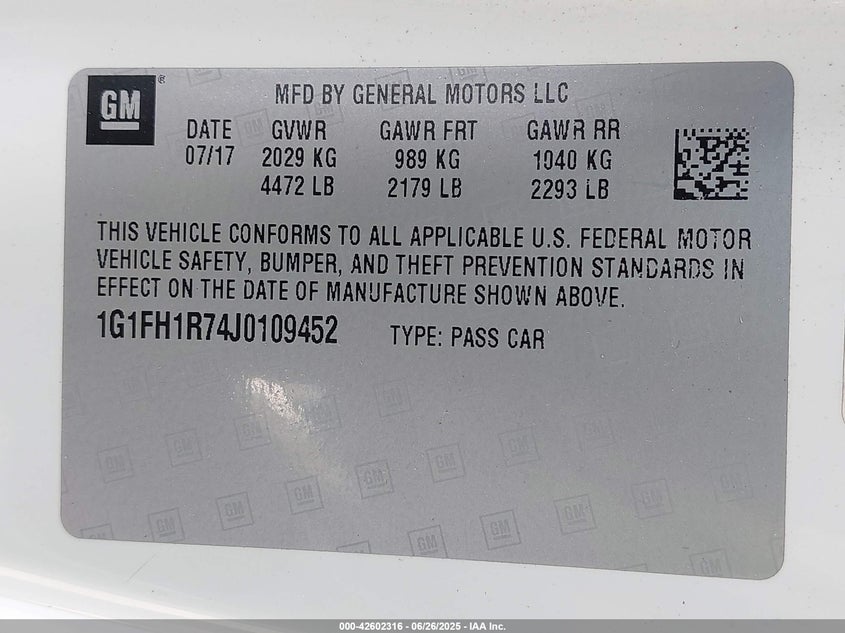 GM ®
MFD BY GENERAL MOTORS LLC
DATE GVWR GAWR FRT GAWR RR
07/17 2029 KG 989 KG 1040 KG
4472 LB 2179 LB 2293 LB
THIS VEHICLE CONFORMS TO ALL APPLICABLE U.S. FEDERAL MOTOR
VEHICLE SAFETY, BUMPER, AND THEFT PREVENTION STANDARDS IN
EFFECT ON THE DATE OF MANUFACTURE SHOWN ABOVE.
1G1FH1R74J0109452 TYPE: PASS CAR
000-42602316 - 06/26/2025 - IAA Inc.